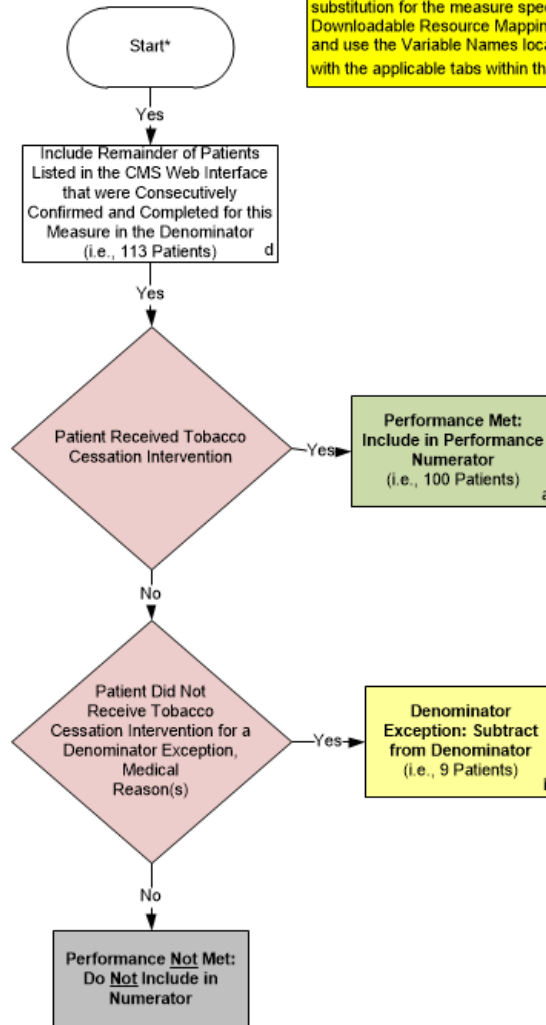 substitution for the measure
Downloadable Resource
and use the Variable Names
with the applicable tabs within
Start*
Yes
Include Remainder of Patients
Listed in the CMS Web Interface
that were Consecutively
Confirmed and Completed for this
Measure in the Denominator
(i.e., 113 Patients)
d
Yes
Patient Received Tobacco
Cessation Intervention
Yes
Performance Met:
Include in Performance
Numerator
(i.e., 100 Patients)
No
Patient Did Not
Receive Tobacco
Cessation Intervention for a
Denominator Exception,
Medical
Reason(s)
Yes
Denominator
Exception: Subtract
from Denominator
(i.e., 9 Patients)
No
Performance Not Met:
Do Not Include in
Numerator